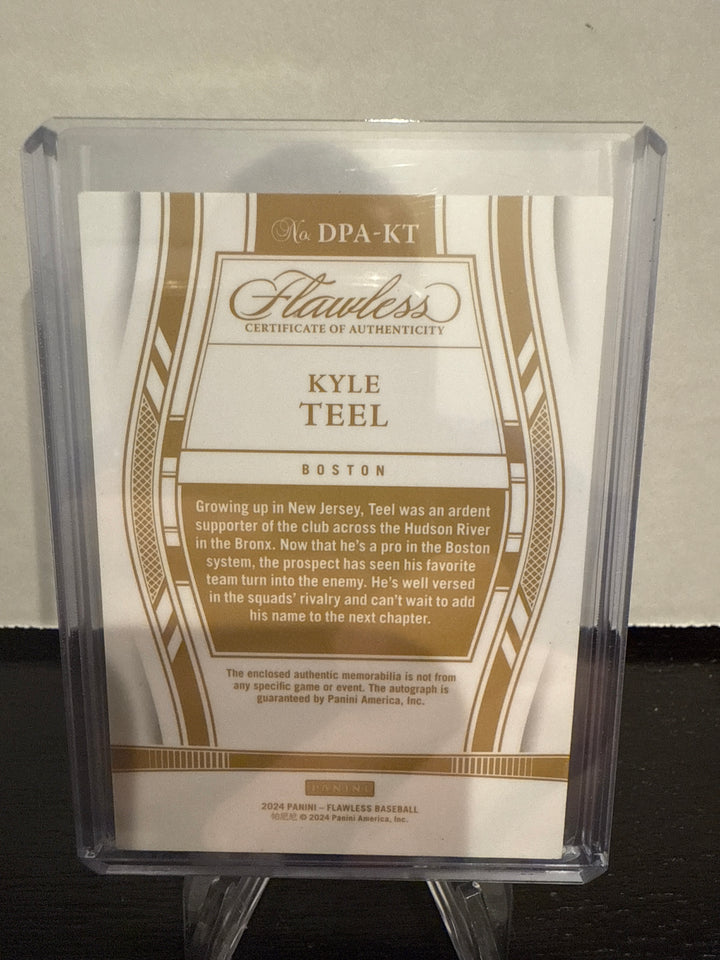 No. DPA-KT
Flawless
CERTIFICATE OF AUTHENTICITY
KYLE
TEEL
BOSTON
Growing up in New Jersey, Teel was an ardent
supporter of the club across the Hudson River
in the Bronx. Now that he's a pro in the Boston
system, the prospect has seen his favorite
team turn into the enemy. He's well versed
in the squads' rivalry and can't wait to add
his name to the next chapter.
The enclosed authentic memorabilia is not from
any specific game or event. The autograph is
guaranteed by Panini America, Inc.
PANINI
2024 PANINI – FLAWLESS BASEBALL
帕尼尼 © 2024 Panini America, Inc.